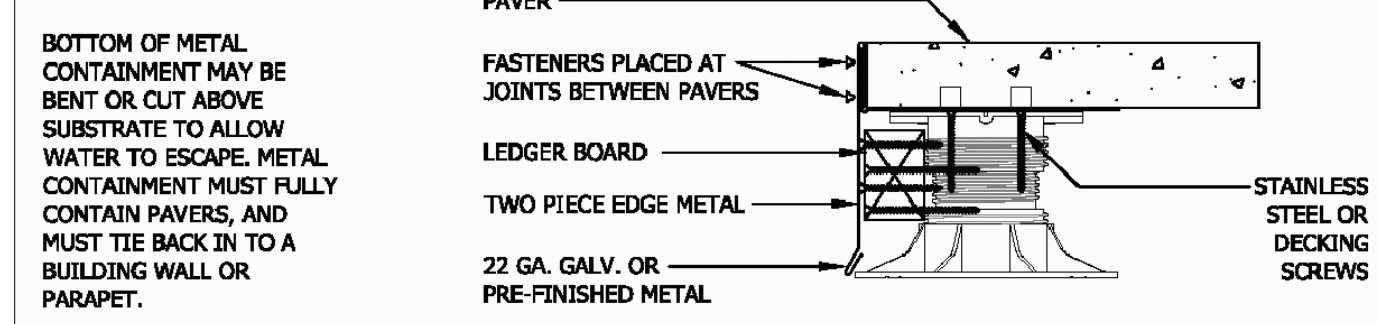 BOTTOM OF METAL
CONTAINMENT MAY BE
BENT OR CUT ABOVE
SUBSTRATE TO ALLOW
WATER TO ESCAPE. METAL
CONTAINMENT MUST FULLY
CONTAIN PAVERS, AND
MUST TIE BACK IN TO A
BUILDING WALL OR
PARAPET.
PAVER
FASTENERS PLACED AT
JOINTS BETWEEN PAVERS
LEDGER BOARD
TWO PIECE EDGE METAL
22 GA. GALV. OR
PRE-FINISHED METAL
STAINLESS
STEEL OR
DECKING
SCREWS